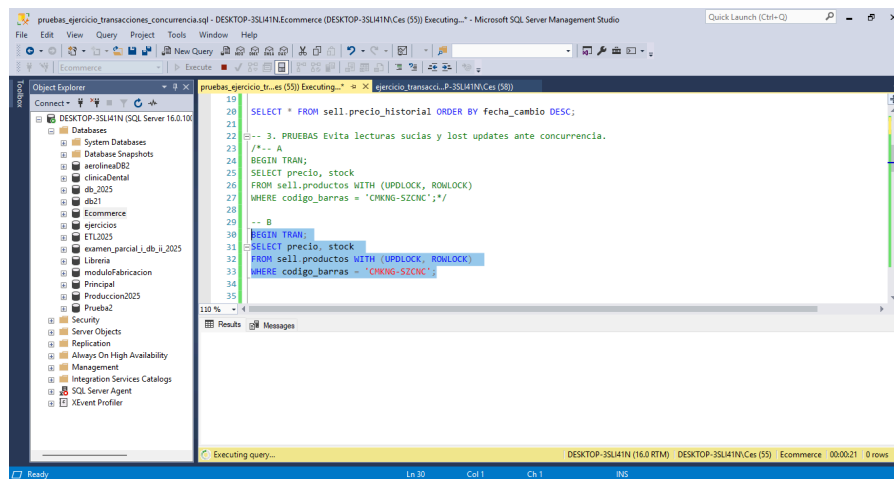 pruebas_ejercicio_transacciones_concurrencia.sql - DESKTOP-3SLI41N.Ecommerce (DESKTOP-3SLI41N\Ces (55)) Executing...* - Microsoft SQL Server Management Studio
Quick Launch (Ctrl+Q)
File Edit View Query Project Tools Window Help
New Query
Ecommerce Execute
Toolbox
Object Explorer
pruebas_ejercicio_tr...es (55)) Executing...*
ejercicio_transacci...P-3SLI41N\Ces (58))
Connect
DESKTOP-3SLI41N (SQL Server 16.0.100
Databases
System Databases
Database Snapshots
aerolineaDB2
clinicaDental
db_2025
db21
Ecommerce
ejercicios
ETL2025
examen_parcial_i_db_ii_2025
Libreria
moduloFabricacion
Principal
Produccion2025
Prueba2
Security
Server Objects
Replication
Always On High Availability
Management
Integration Services Catalogs
SQL Server Agent
XEvent Profiler
19
20 SELECT * FROM sell.precio_historial ORDER BY fecha_cambio DESC;
21
22 -- 3. PRUEBAS Evita lecturas sucias y lost updates ante concurrencia.
23 /*-- A
24 BEGIN TRAN;
25 SELECT precio, stock
26 FROM sell.productos WITH (UPDLOCK, ROWLOCK)
27 WHERE codigo_barras = 'CMKNG-SZCNC';*/
28
29 -- B
30 BEGIN TRAN;
31 SELECT precio, stock
32 FROM sell.productos WITH (UPDLOCK, ROWLOCK)
33 WHERE codigo_barras = 'CMKNG-SZCNC';
34
35
110 %
Results Messages
Executing query...
DESKTOP-3SLI41N (16.0 RTM) DESKTOP-3SLI41N\Ces (55) Ecommerce 00:00:21 0 rows
Ready Ln 30 Col 1 Ch 1 INS